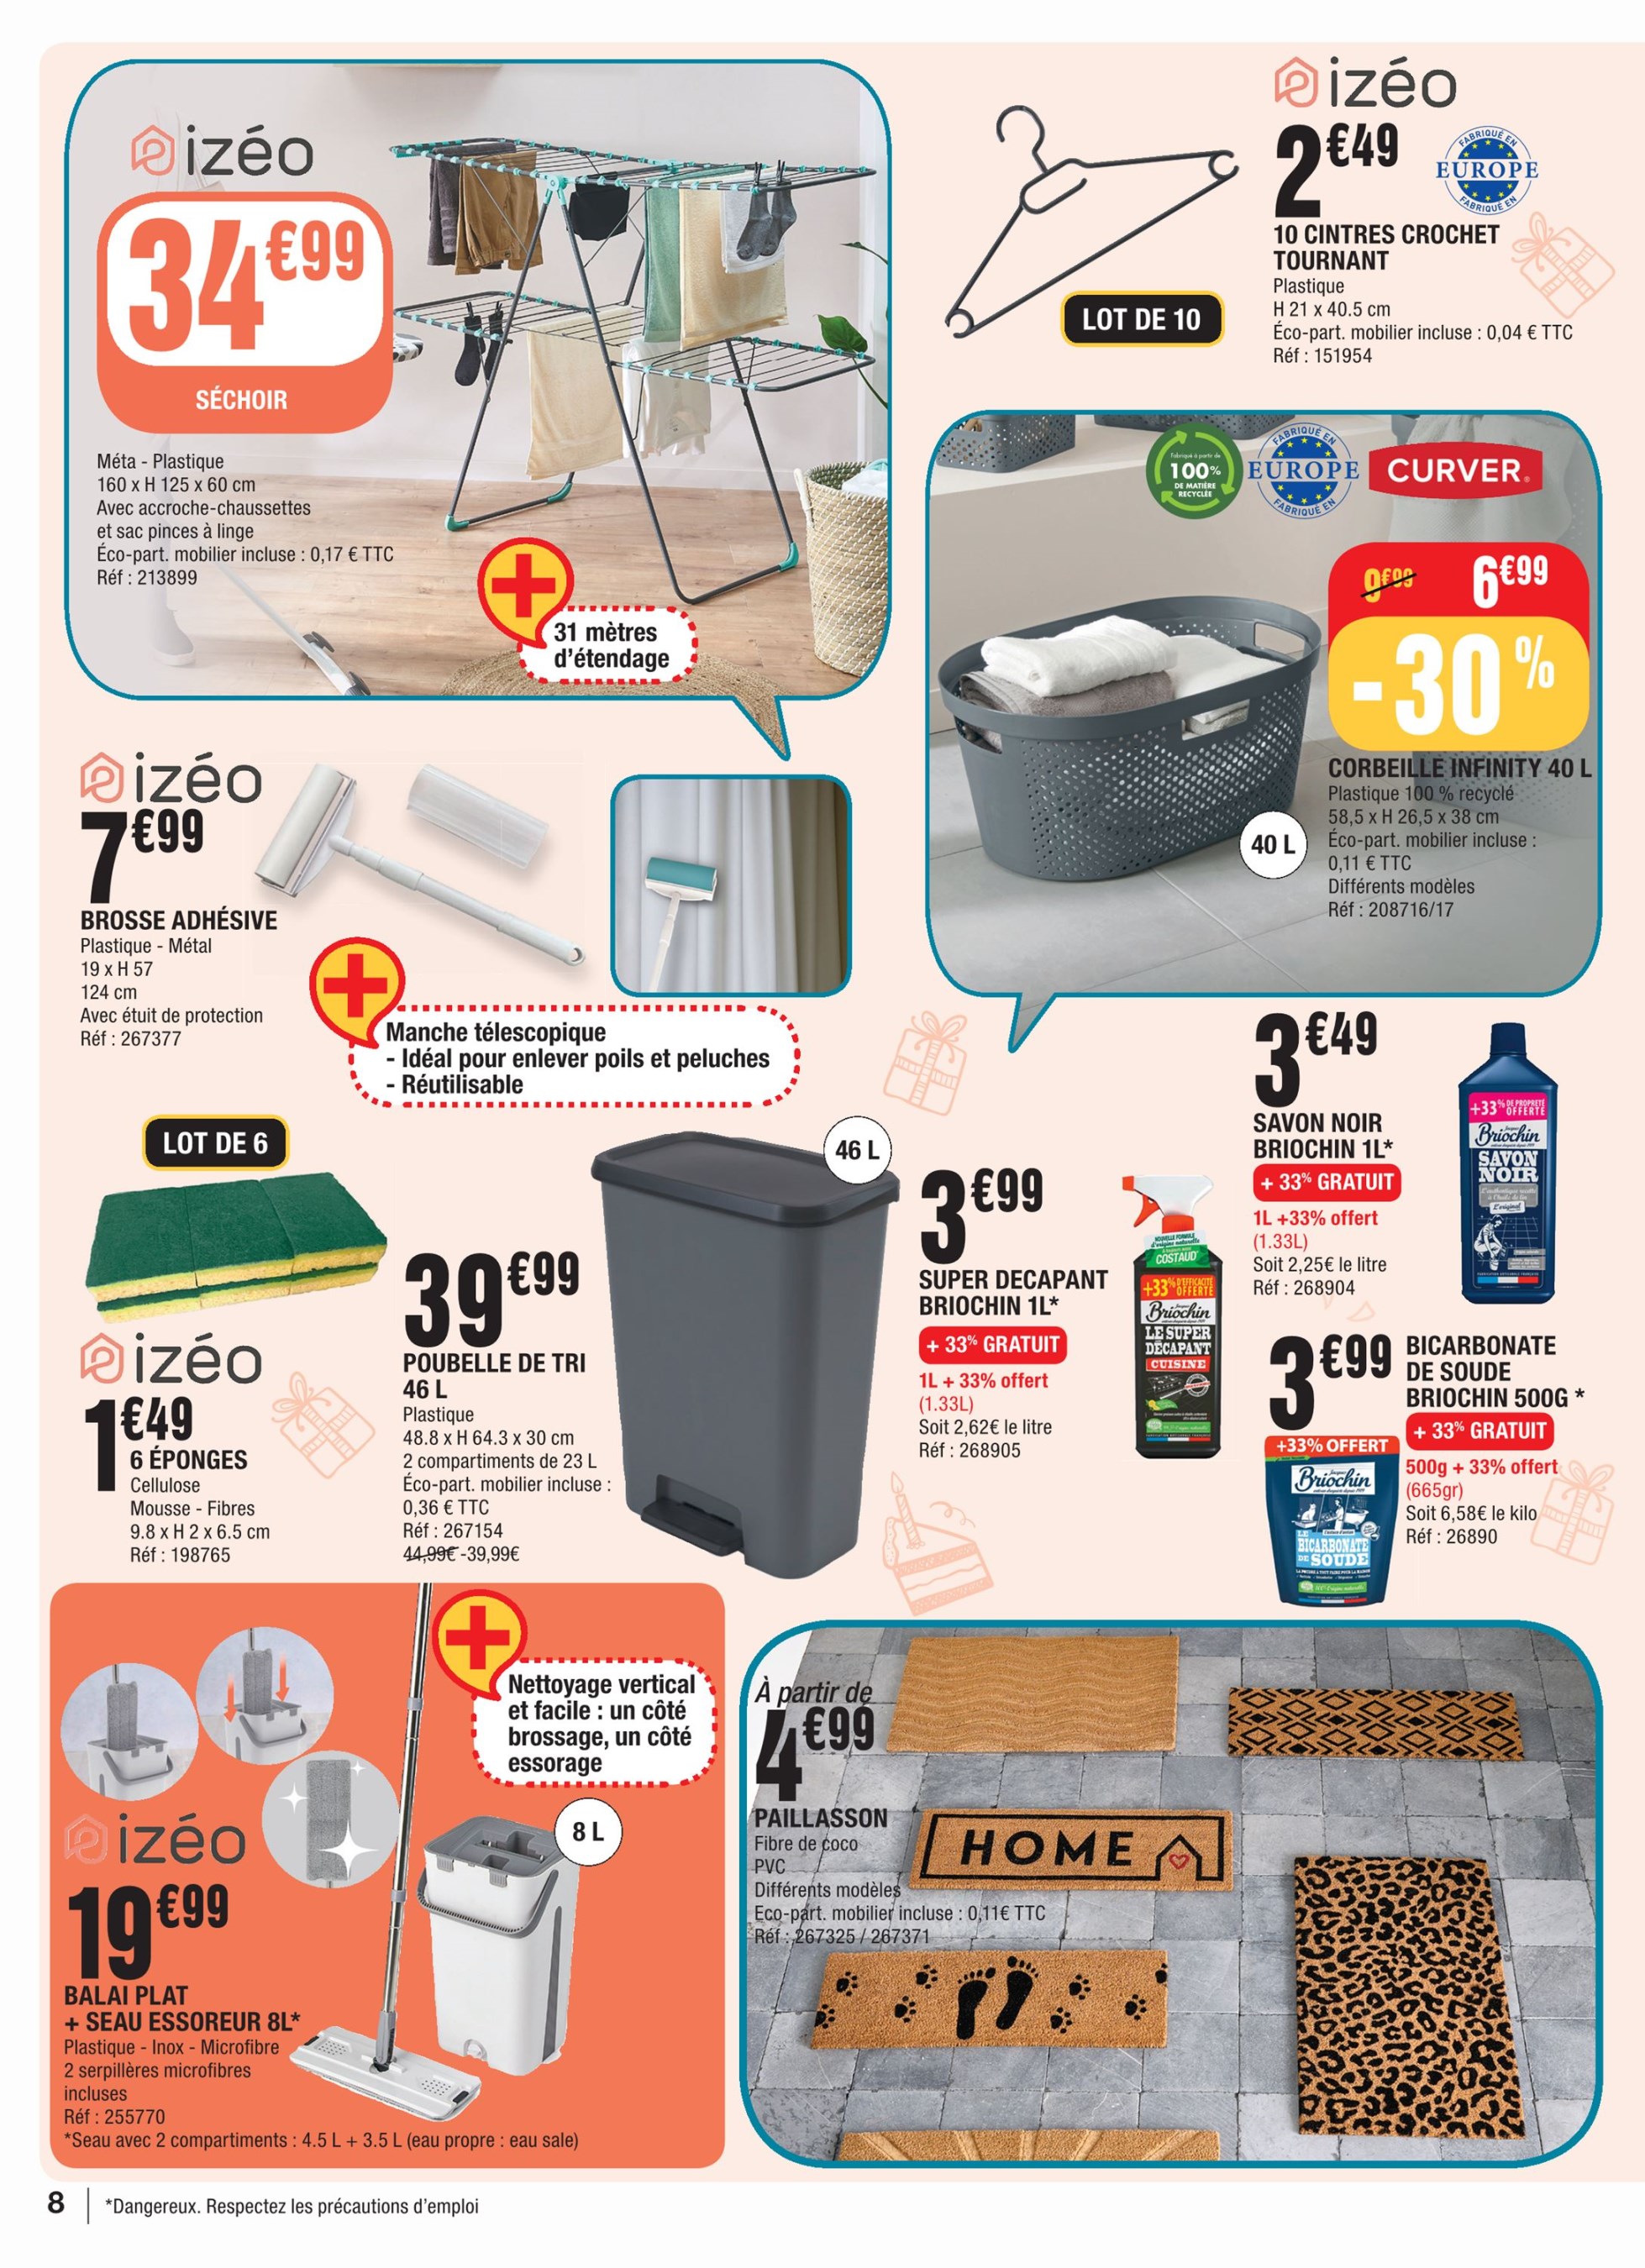 izéo
34€99
SÉCHOIR
Méta - Plastique
160 x H 125 x 60 cm
Avec accroche-chaussettes
et sac pinces à linge
Éco-part. mobilier incluse : 0,17 € TTC
Réf : 213899
+
31 mètres
d'étendage
izéo
2€49
FABRIQUÉ EN
EUROPE
FABRIQUÉ EN
10 CINTRES CROCHET
TOURNANT
Plastique
H 21 x 40.5 cm
Éco-part. mobilier incluse : 0,04 € TTC
Réf : 151954
LOT DE 10
Fabriqué à partir de
100%
DE MATIÈRE
RECYCLÉE
FABRIQUÉ EN
EUROPE
FABRIQUÉ EN
CURVER
9€99
6€99
-30%
CORBEILLE INFINITY 40 L
Plastique 100 % recyclé
58,5 x H 26,5 x 38 cm
Éco-part. mobilier incluse :
0,11 € TTC
Différents modèles
Réf : 208716/17
40 L
izéo
7€99
BROSSE ADHÉSIVE
Plastique - Métal
19 x H 57
124 cm
Avec étuit de protection
Réf : 267377
+
Manche télescopique
- Idéal pour enlever poils et peluches
- Réutilisable
LOT DE 6
izéo
1€49
6 ÉPONGES
Cellulose
Mousse - Fibres
9.8 x H 2 x 6.5 cm
Réf : 198765
46 L
39€99
POUBELLE DE TRI
46 L
Plastique
48.8 x H 64.3 x 30 cm
2 compartiments de 23 L
Éco-part. mobilier incluse :
0,36 € TTC
Réf : 267154
44,99€ -39,99€
3€99
SUPER DECAPANT
BRIOCHIN 1L*
+ 33% GRATUIT
1L + 33% offert
(1.33L)
Soit 2,62€ le litre
Réf : 268905
NOUVELLE FORMULE
COSTAUD
+33% D'EFFICACITÉ
OFFERTE
Jacques
Briochin
LE SUPER
DÉCAPANT
CUISINE
3€49
SAVON NOIR
BRIOCHIN 1L*
+ 33% GRATUIT
1L +33% offert
(1.33L)
Soit 2,25€ le litre
Réf : 268904
+33% DE PROPRETÉ
OFFERTE
Jacques
Briochin
SAVON
NOIR
L'original
3€99
BICARBONATE
DE SOUDE
BRIOCHIN 500G *
+ 33% GRATUIT
500g + 33% offert
(665gr)
Soit 6,58€ le kilo
Réf : 26890
+33% OFFERT
Jacques
Briochin
LE
BICARBONATE
DE SOUDE
+
Nettoyage vertical
et facile : un côté
brossage, un côté
essorage
8 L
izéo
19€99
BALAI PLAT
+ SEAU ESSOREUR 8L*
Plastique - Inox - Microfibre
2 serpillères microfibres
incluses
Réf : 255770
*Seau avec 2 compartiments : 4.5 L + 3.5 L (eau propre : eau sale)
À partir de
4€99
PAILLASSON
Fibre de coco
PVC
Différents modèles
Eco-part. mobilier incluse : 0,11€ TTC
Réf : 267325 / 267371
HOME
8
*Dangereux. Respectez les précautions d'emploi